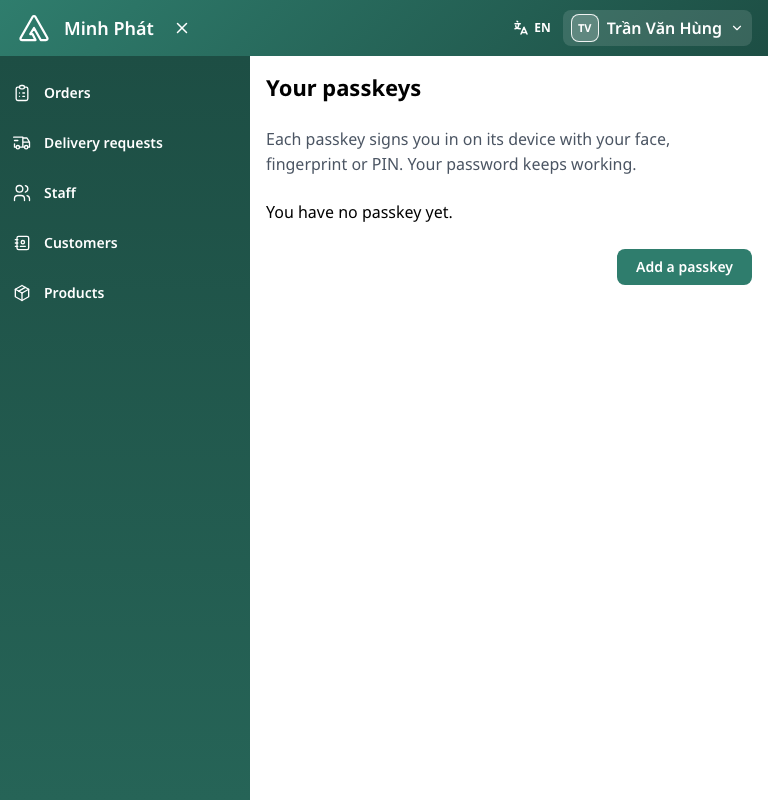 Minh Phát
EN
TV
Trần Văn Hùng
Orders
Delivery requests
Staff
Customers
Products
Your passkeys
Each passkey signs you in on its device with your face,
fingerprint or PIN. Your password keeps working.
You have no passkey yet.
Add a passkey